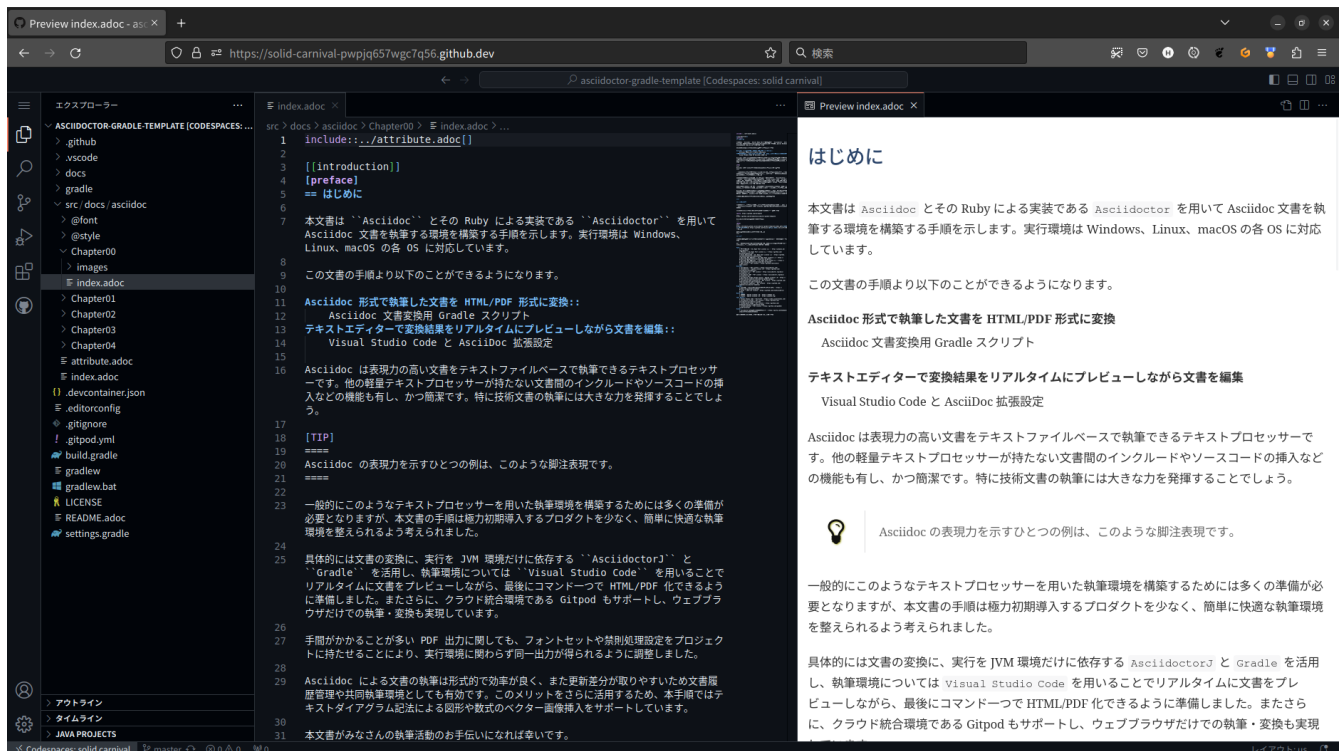 Preview index.adoc - asc
https://solid-carnival-pwpjq657wgc7q56.github.dev
検索
asciidoctor-gradle-template [Codespaces: solid carnival]
エクスプローラー
ASCIIDOCTOR-GRADLE-TEMPLATE [CODESPACES: ...
.github
.vscode
docs
gradle
src / docs / asciidoc
@font
@style
Chapter00
images
index.adoc
Chapter01
Chapter02
Chapter03
Chapter04
attribute.adoc
index.adoc
.devcontainer.json
.editorconfig
.gitignore
.gitpod.yml
build.gradle
gradlew
gradlew.bat
LICENSE
README.adoc
settings.gradle
アウトライン
タイムライン
JAVA PROJECTS
index.adoc
src > docs > asciidoc > Chapter00 > index.adoc > ...
1 include::../attribute.adoc[]
2
3 [[introduction]]
4 [preface]
5 == はじめに
6
7 本文書は ``Asciidoc`` とその Ruby による実装である ``Asciidoctor`` を用いて
Asciidoc 文書を執筆する環境を構築する手順を示します。実行環境は Windows、
Linux、macOS の各 OS に対応しています。
8
9 この文書の手順より以下のことができるようになります。
10
11 Asciidoc 形式で執筆した文書を HTML/PDF 形式に変換::
12 Asciidoc 文書変換用 Gradle スクリプト
13 テキストエディターで変換結果をリアルタイムにプレビューしながら文書を編集::
14 Visual Studio Code と AsciiDoc 拡張設定
15
16 Asciidoc は表現力の高い文書をテキストファイルベースで執筆できるテキストプロセッサ
ーです。他の軽量テキストプロセッサーが持たない文書間のインクルードやソースコードの挿
入などの機能も有し、かつ簡潔です。特に技術文書の執筆には大きな力を発揮することでしょ
う。
17
18 [TIP]
19 ====
20 Asciidoc の表現力を示すひとつの例は、このような脚注表現です。
21 ====
22
23 一般的にこのようなテキストプロセッサーを用いた執筆環境を構築するためには多くの準備が
必要となりますが、本文書の手順は極力初期導入するプロダクトを少なく、簡単に快適な執筆
環境を整えられるよう考えられました。
24
25 具体的には文書の変換に、実行を JVM 環境だけに依存する ``AsciidoctorJ`` と
``Gradle`` を活用し、執筆環境については ``Visual Studio Code`` を用いることで
リアルタイムに文書をプレビューしながら、最後にコマンド一つで HTML/PDF 化できるよう
に準備しました。またさらに、クラウド統合環境である Gitpod もサポートし、ウェブブラ
ウザだけでの執筆・変換も実現しています。
26
27 手間がかかることが多い PDF 出力に関しても、フォントセットや禁則処理設定をプロジェク
トに持たせることにより、実行環境に関わらず同一出力が得られるように調整しました。
28
29 Asciidoc による文書の執筆は形式的で効率が良く、また更新差分が取りやすいため文書履
歴管理や共同執筆環境としても有効です。このメリットをさらに活用するため、本手順ではテ
キストダイアグラム記法による図形や数式のベクター画像挿入をサポートしています。
30
31 本文書がみなさんの執筆活動のお手伝いになれば幸いです。
Preview index.adoc
はじめに
本文書は Asciidoc とその Ruby による実装である Asciidoctor を用いて Asciidoc 文書を執
筆する環境を構築する手順を示します。実行環境は Windows、Linux、macOS の各 OS に対応
しています。
この文書の手順より以下のことができるようになります。
Asciidoc 形式で執筆した文書を HTML/PDF 形式に変換
Asciidoc 文書変換用 Gradle スクリプト
テキストエディターで変換結果をリアルタイムにプレビューしながら文書を編集
Visual Studio Code と AsciiDoc 拡張設定
Asciidoc は表現力の高い文書をテキストファイルベースで執筆できるテキストプロセッサーで
す。他の軽量テキストプロセッサーが持たない文書間のインクルードやソースコードの挿入など
の機能も有し、かつ簡潔です。特に技術文書の執筆には大きな力を発揮することでしょう。
Asciidoc の表現力を示すひとつの例は、このような脚注表現です。
一般的にこのようなテキストプロセッサーを用いた執筆環境を構築するためには多くの準備が必
要となりますが、本文書の手順は極力初期導入するプロダクトを少なく、簡単に快適な執筆環境
を整えられるよう考えられました。
具体的には文書の変換に、実行を JVM 環境だけに依存する AsciidoctorJ と Gradle を活用
し、執筆環境については Visual Studio Code を用いることでリアルタイムに文書をプレ
ビューしながら、最後にコマンド一つで HTML/PDF 化できるように準備しました。またさら
に、クラウド統合環境である Gitpod もサポートし、ウェブブラウザだけでの執筆・変換も実現
Codespaces: solid carnival
master